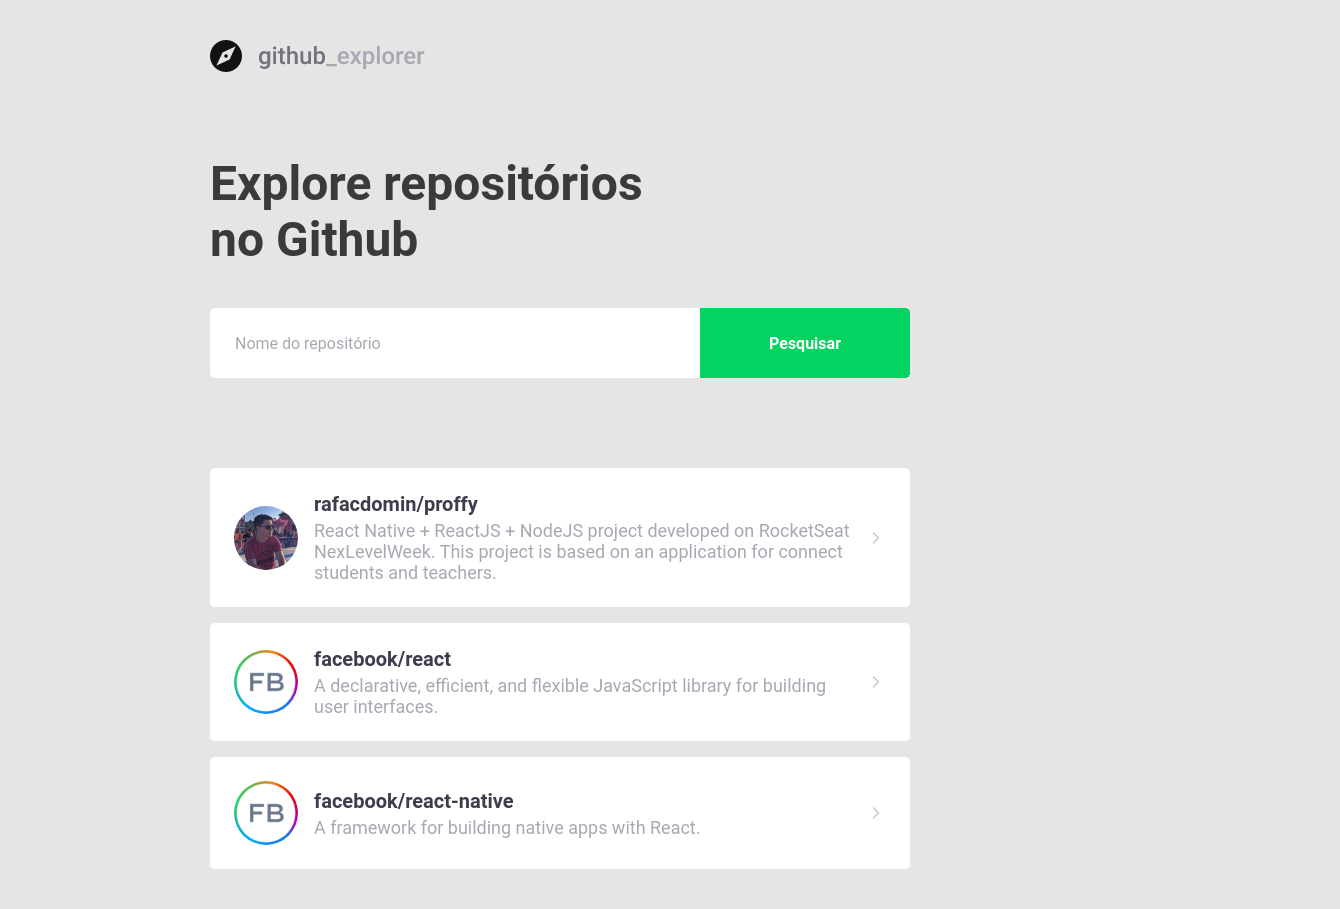 github_explorer
Explore repositórios
no Github
Nome do repositório
Pesquisar
rafacdomin/proffy
React Native + ReactJS + NodeJS project developed on RocketSeat
NexLevelWeek. This project is based on an application for connect
students and teachers.
FB
facebook/react
A declarative, efficient, and flexible JavaScript library for building
user interfaces.
FB
facebook/react-native
A framework for building native apps with React.